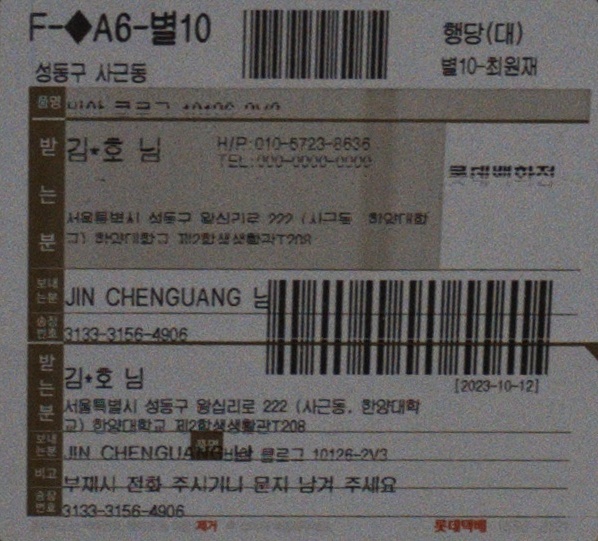 F-◆A6-별10
행당(대)
성동구 사근동
별10-최원재
품명
받는분
김*호 님
H/P:010-6723-8636
TEL:000-0000-0000
롯데백화점
서울특별시 성동구 왕십리로 222 (사근동 한양대학
교) 한양대학교 제2학생생활관T208
보내는분
JIN CHENGUANG 님
송장번호
3133-3156-4906
받는분
김*호 님
[2023-10-12]
서울특별시 성동구 왕십리로 222 (사근동, 한양대학
교) 한양대학교 제2학생생활관T208
보내는분
JIN CHENGUANG 님
품명
클로그 10126-2V3
비고
부재시 전화 주시거나 문자 남겨 주세요
송장번호
3133-3156-4906
제거
롯데택배